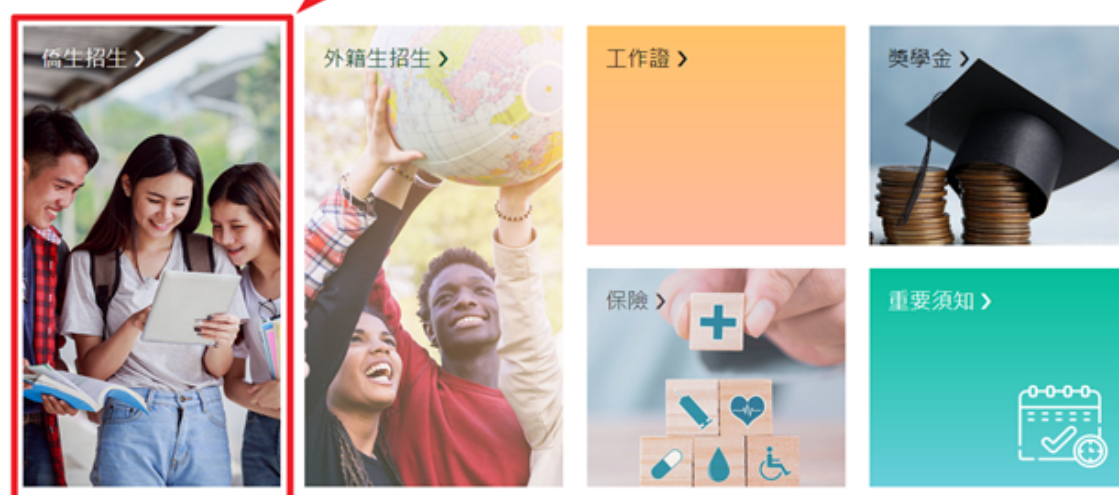 僑生招生 ❯
外籍生招生 ❯
工作證 ❯
獎學金 ❯
保險 ❯
重要須知 ❯